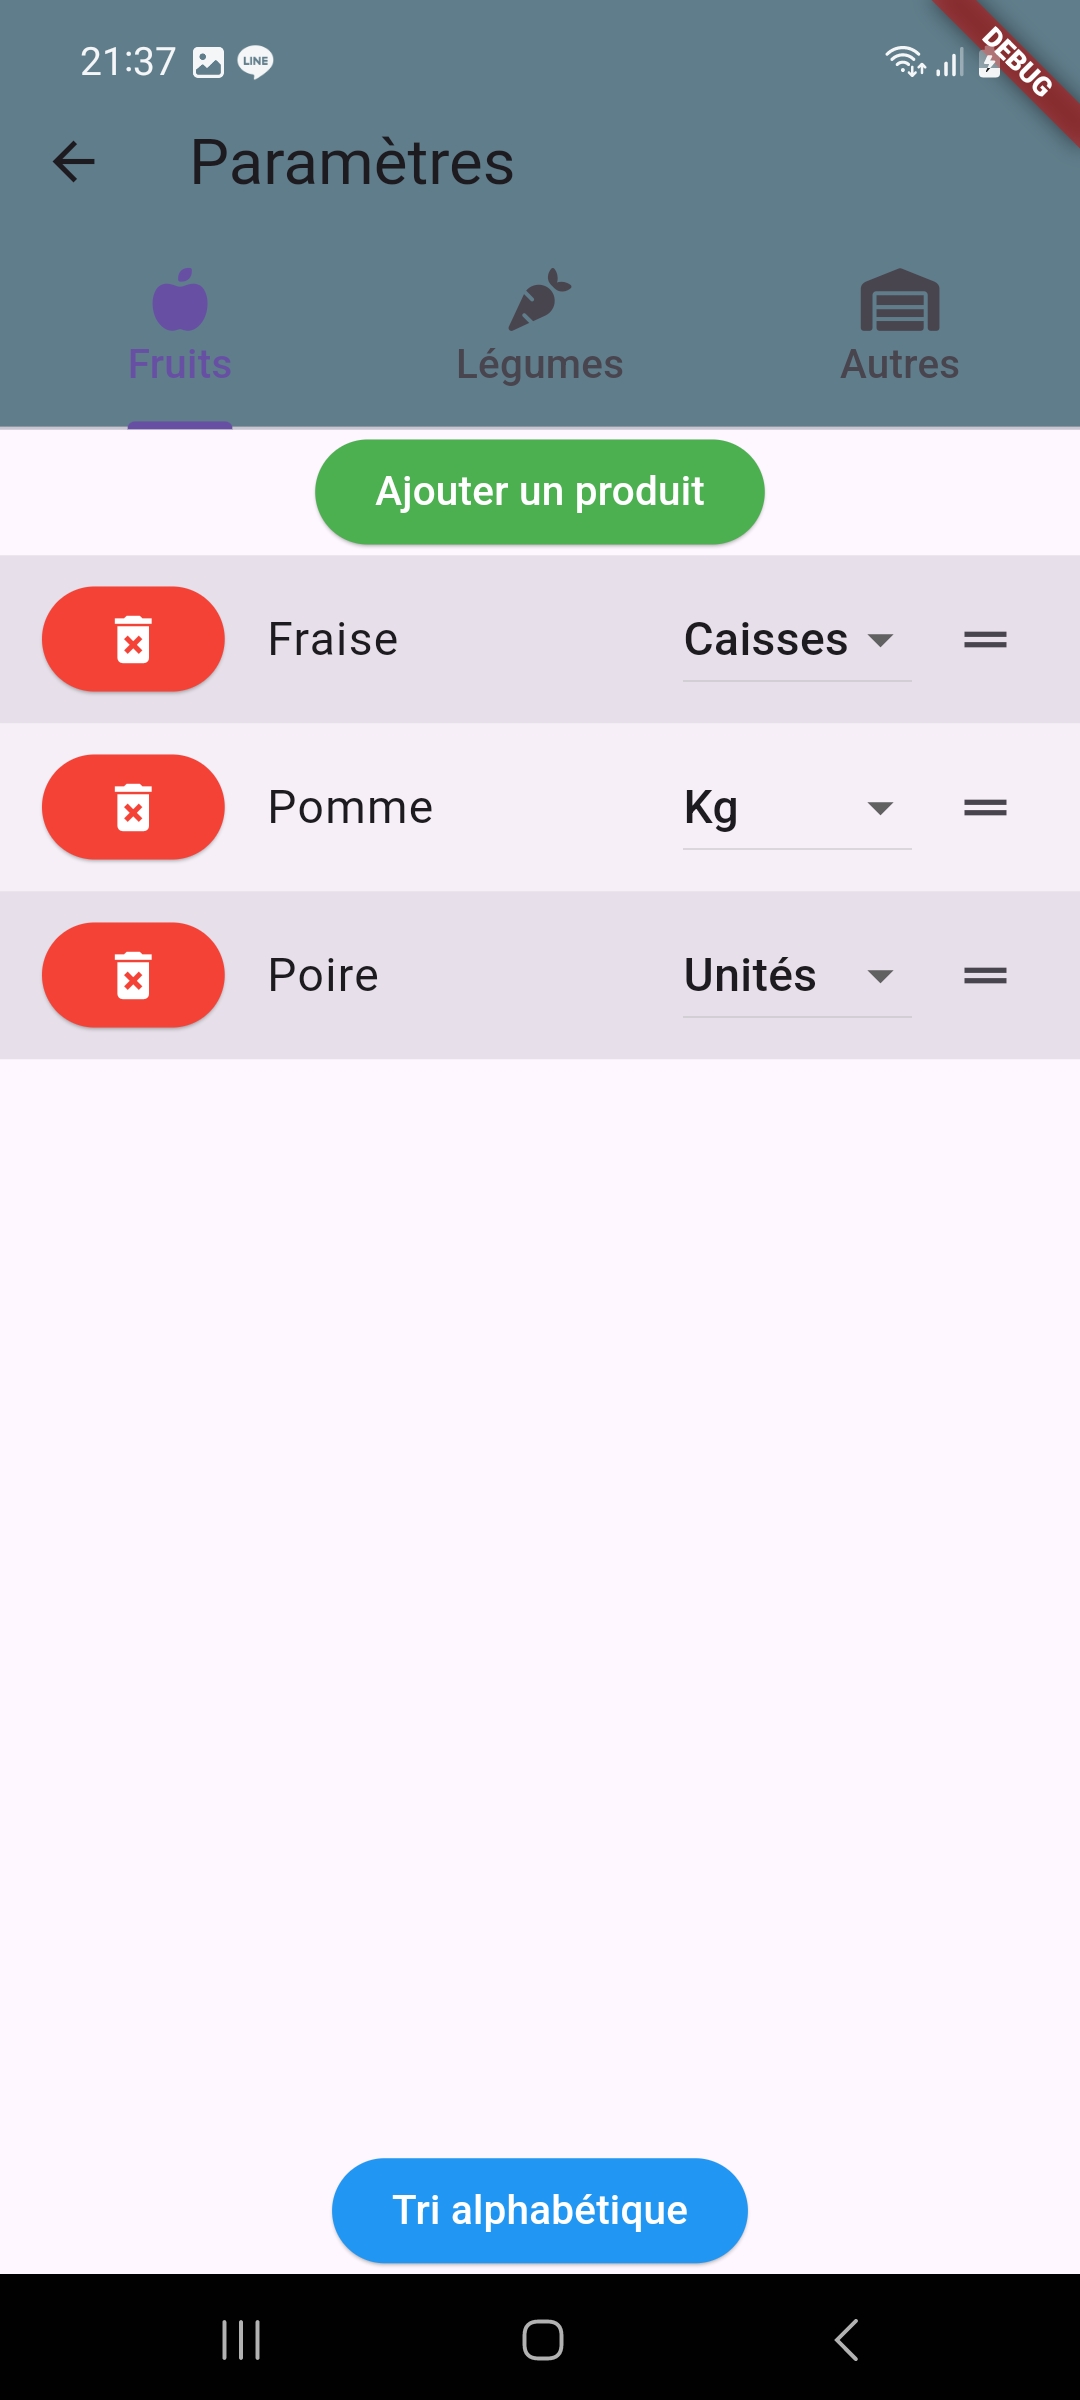 21:37 LINE
DEBUG
Paramètres
Fruits Légumes Autres
Ajouter un produit
Fraise Caisses
Pomme Kg
Poire Unités
Tri alphabétique